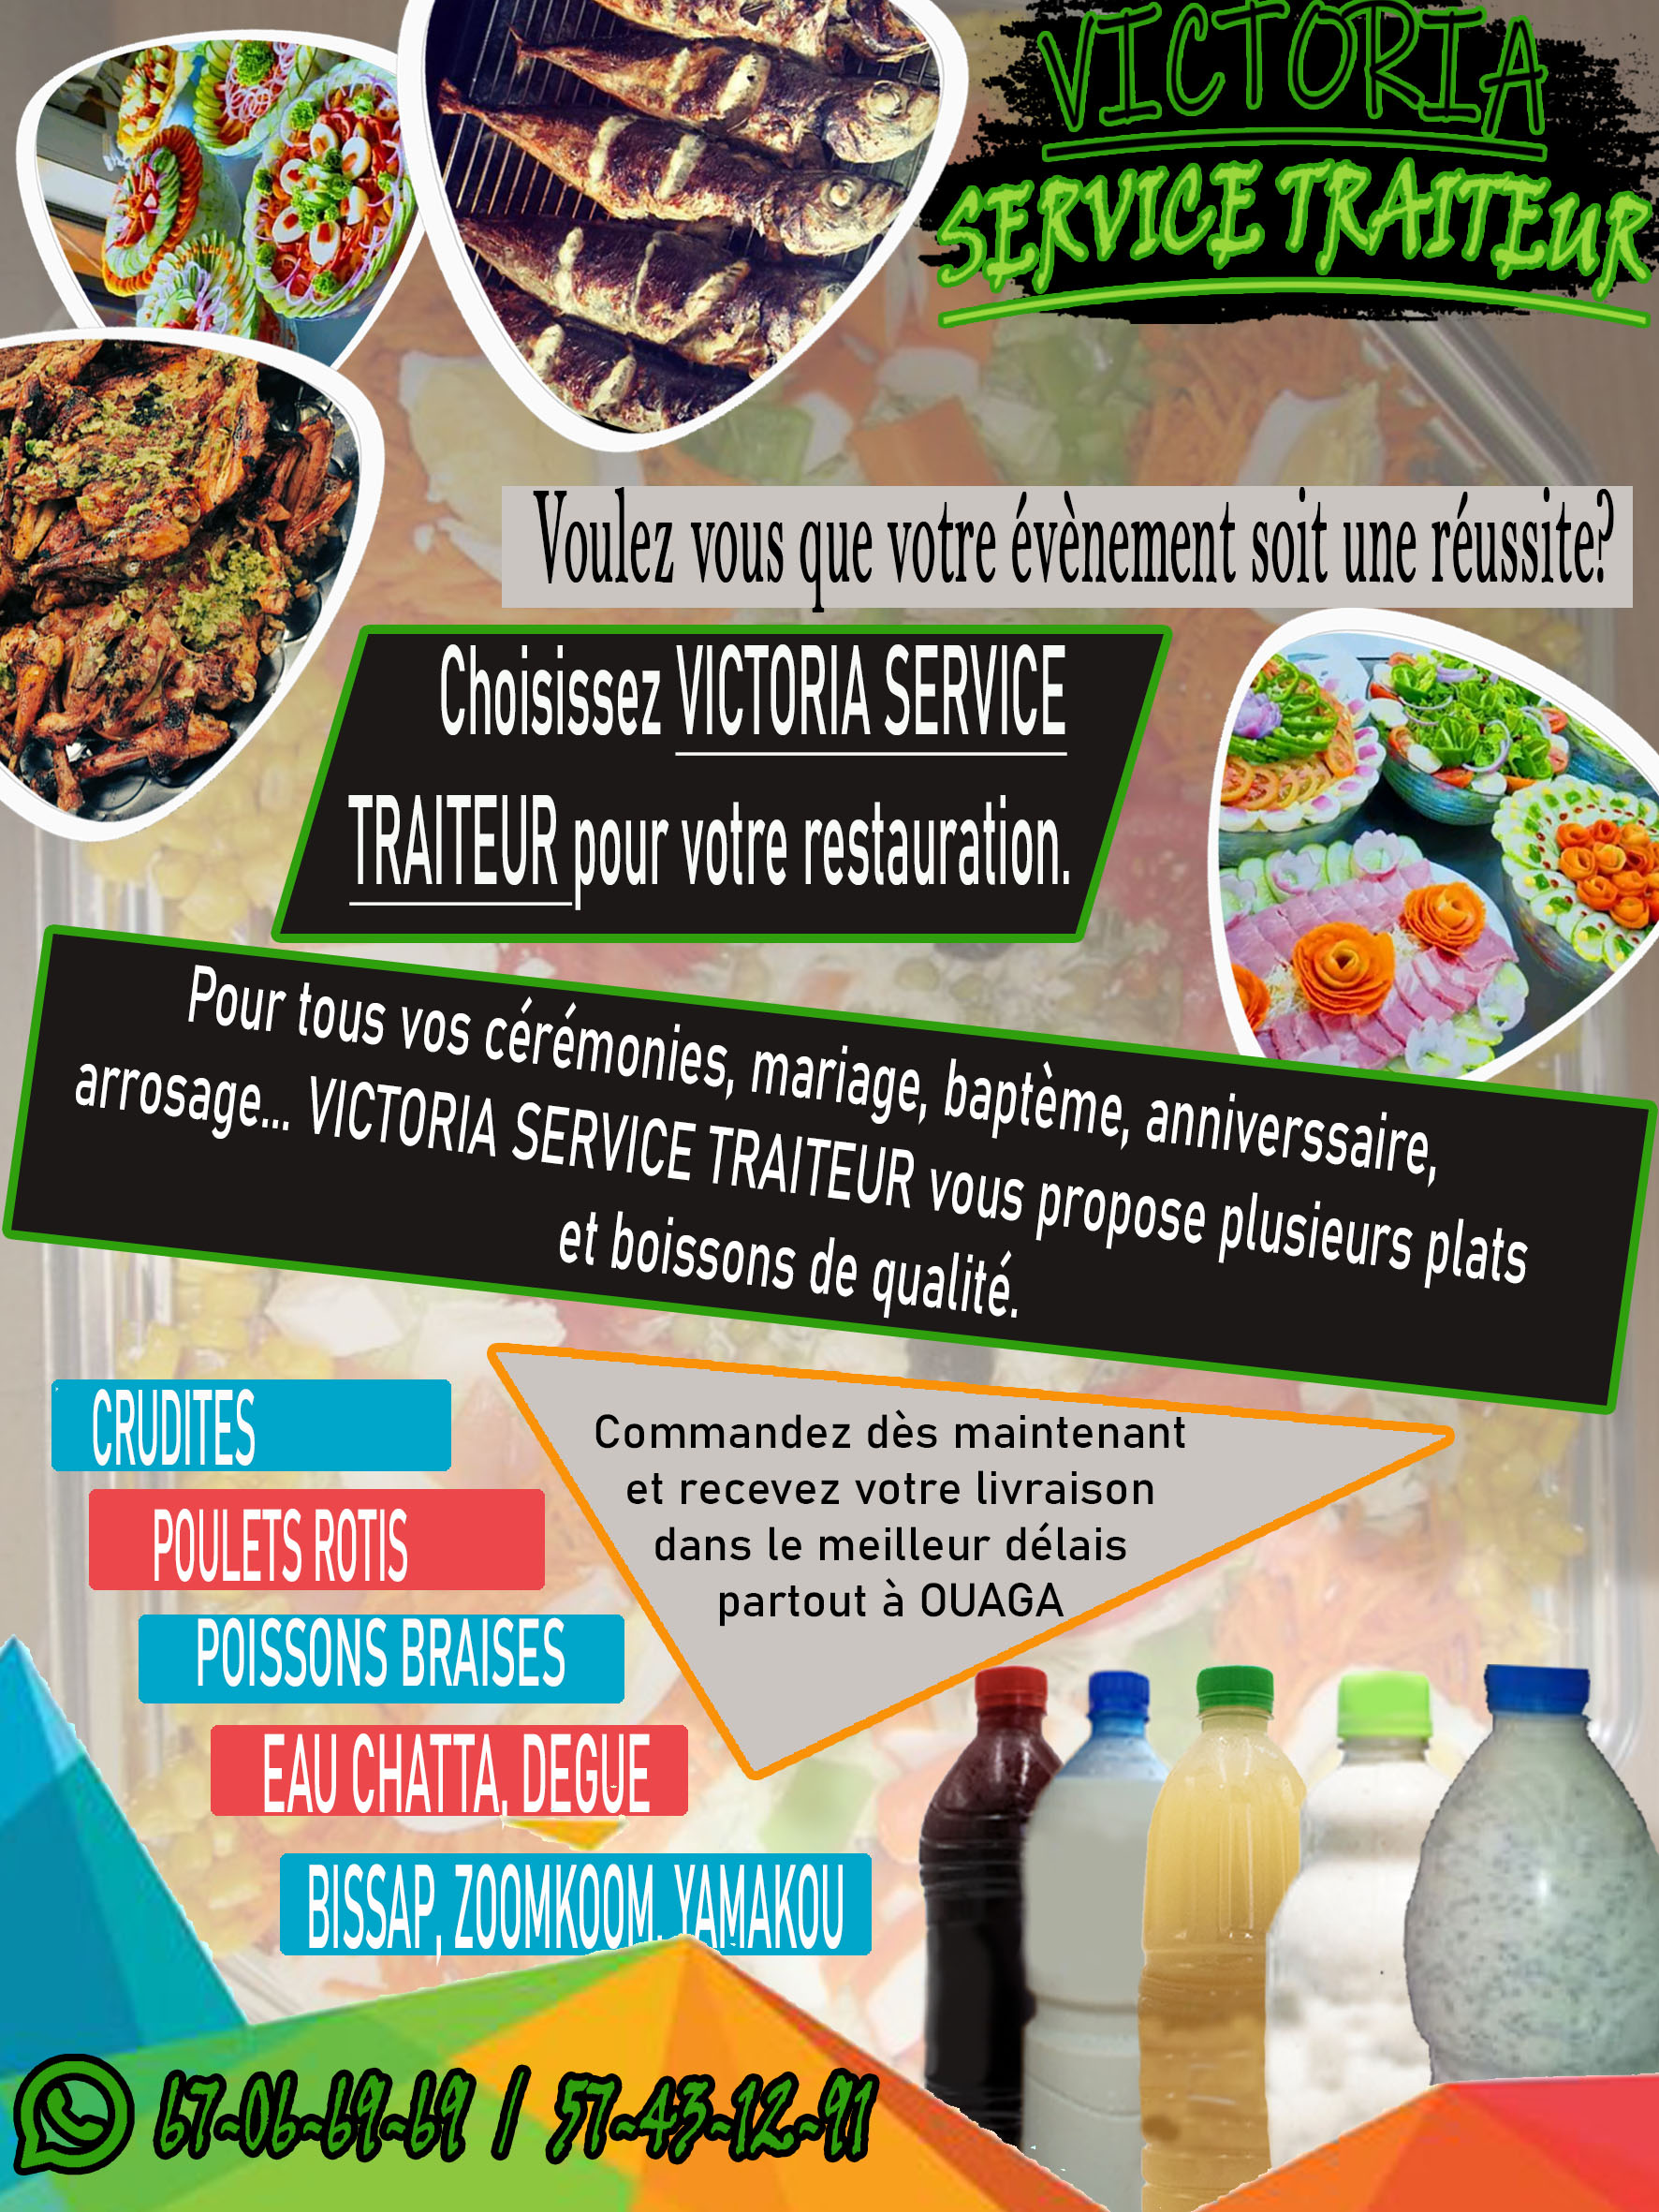 VICTORIA
SERVICE TRAITEUR
Voulez vous que votre évènement soit une réussite?
Choisissez VICTORIA SERVICE
TRAITEUR pour votre restauration.
Pour tous vos cérémonies, mariage, baptème, anniverssaire,
arrosage... VICTORIA SERVICE TRAITEUR vous propose plusieurs plats
et boissons de qualité.
CRUDITES
POULETS ROTIS
POISSONS BRAISES
EAU CHATTA, DEGUE
BISSAP, ZOOMKOOM, YAMAKOU
Commandez dès maintenant
et recevez votre livraison
dans le meilleur délais
partout à OUAGA
67-06-69-69 / 57-43-12-91